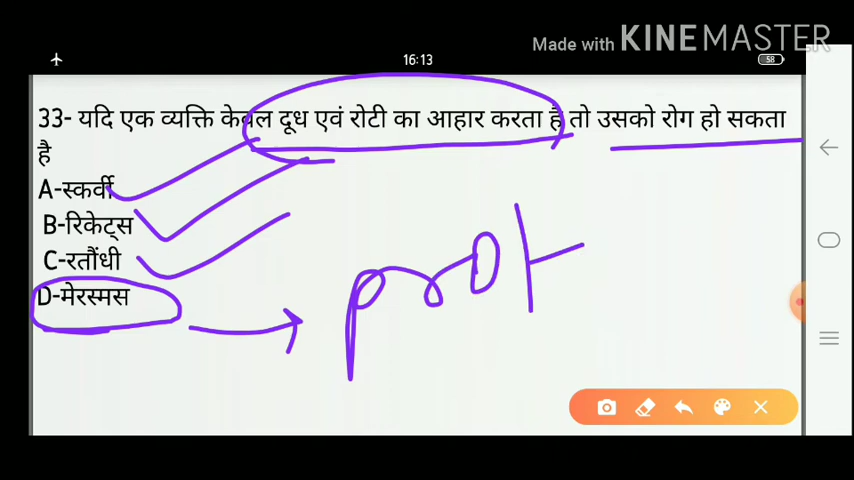 Made with KINEMASTER
16:13
58
33- यदि एक व्यक्ति केवल दूध एवं रोटी का आहार करता है तो उसको रोग हो सकता
है
A-स्कर्वी
B-रिकेट्स
C-रतौंधी
D-मेरस्मस
prot